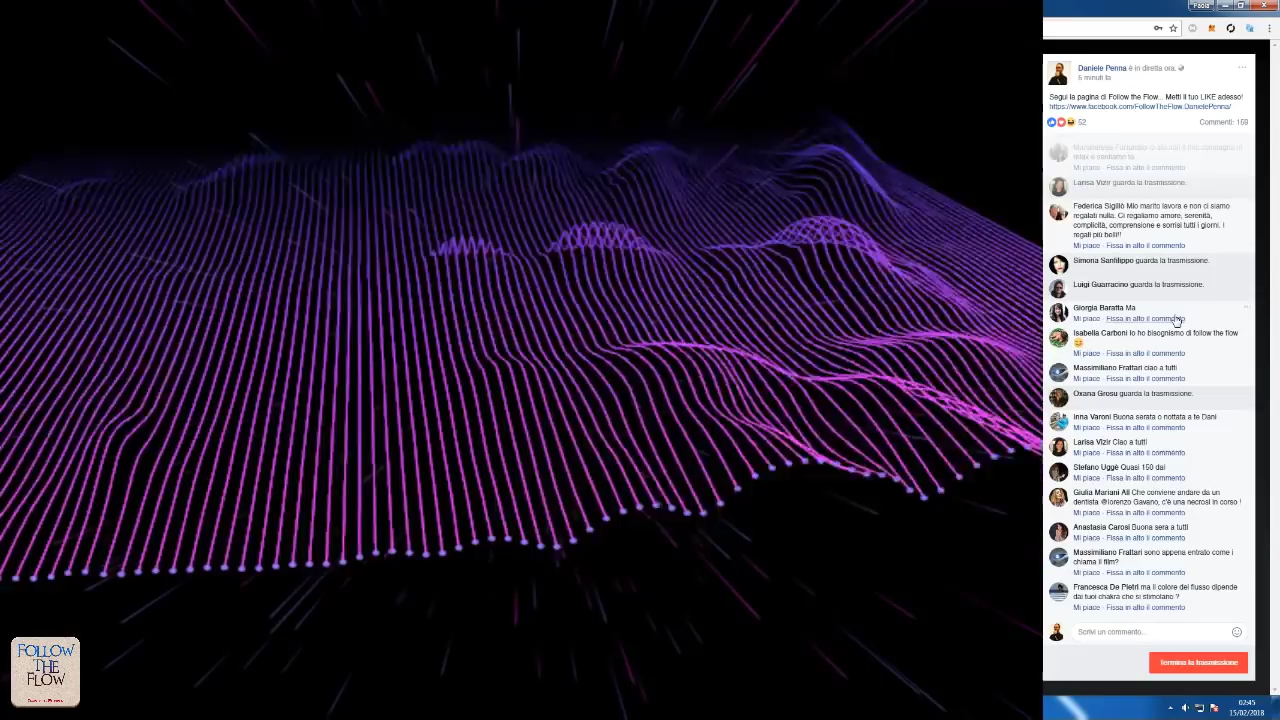 Paola
Daniele Penna è in diretta ora.
5 minuti fa
Segui la pagina di Follow the Flow... Metti il tuo LIKE adesso!
https://www.facebook.com/FollowTheFlow.DanielePenna/
52
Commenti: 159
relax e sentiamo ta
Mi piace · Fissa in alto il commento
Larisa Vizir guarda la trasmissione.
Federica Sigillò Mio marito lavora e non ci siamo
regalati nulla. Ci regaliamo amore, serenità,
complicità, comprensione e sorrisi tutti i giorni. I
regali più belli!!
Mi piace · Fissa in alto il commento
Simona Sanfilippo guarda la trasmissione.
Luigi Guarracino guarda la trasmissione.
Giorgia Baratta Ma
Mi piace · Fissa in alto il commento
Isabella Carboni Io ho bisognismo di follow the flow
Mi piace · Fissa in alto il commento
Massimiliano Frattari ciao a tutti
Mi piace · Fissa in alto il commento
Oxana Grosu guarda la trasmissione.
Inna Varoni Buona serata o nottata a te Dani
Mi piace · Fissa in alto il commento
Larisa Vizir Ciao a tutti
Mi piace · Fissa in alto il commento
Stefano Uggè Quasi 150 dai
Mi piace · Fissa in alto il commento
Giulia Mariani All Che conviene andare da un
dentista @lorenzo Gavano, c'è una necrosi in corso !
Mi piace · Fissa in alto il commento
Anastasia Carosi Buona sera a tutti
Mi piace · Fissa in alto il commento
Massimiliano Frattari sono appena entrato come i
chiama il film?
Mi piace · Fissa in alto il commento
Francesca De Pietri ma il colore del flusso dipende
dai tuoi chakra che si stimolano ?
Mi piace · Fissa in alto il commento
Scrivi un commento...
Termina la trasmissione
FOLLOW
THE
FLOW
02:45
15/02/2018